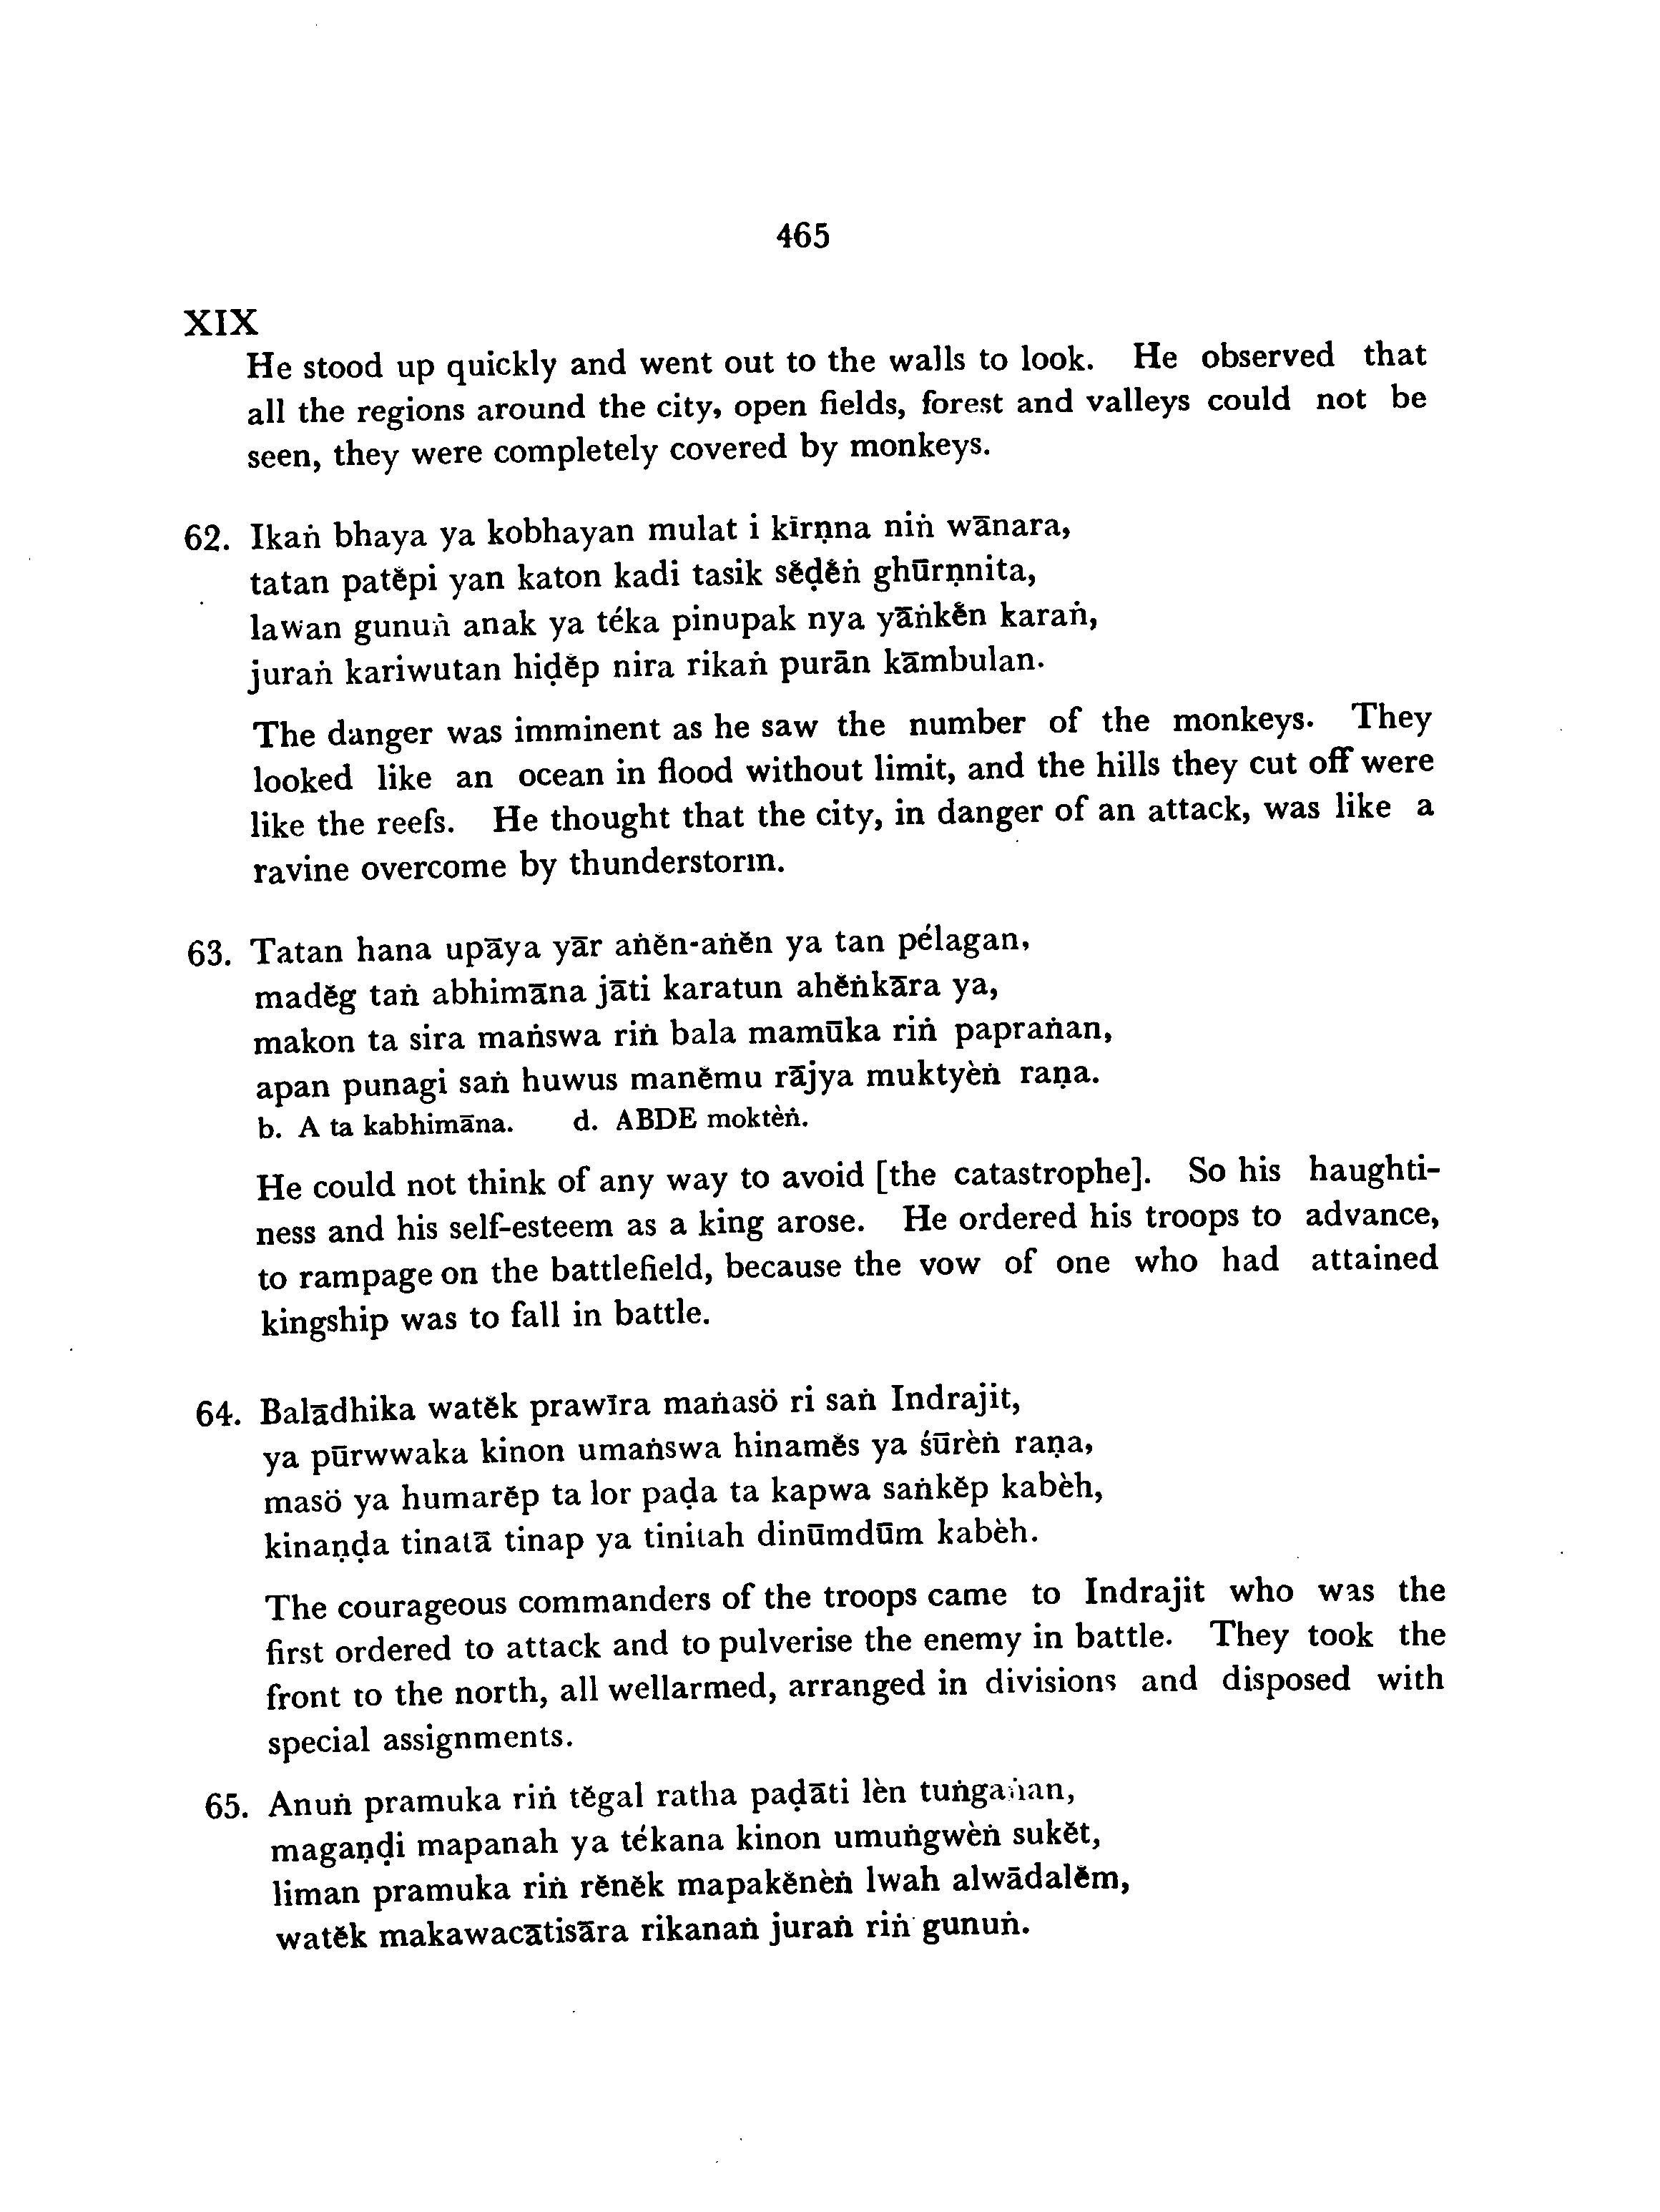 465
XIX
He stood up quickly and went out to the walls to look. He observed that
all the regions around the city, open fields, forest and valleys could not be
seen, they were completely covered by monkeys.
62. Ikaṅ bhaya ya kobhayan mulat i kīrṇna niṅ wānara,
tatan patĕpi yan katon kadi tasik sĕḍĕṅ ghūrṇnita,
lawan gunuṅ anak ya téka pinupak nya yāṅkĕn karaṅ,
juraṅ kariwutan hiḍĕp nira rikaṅ purān kāmbulan.
The danger was imminent as he saw the number of the monkeys. They
looked like an ocean in flood without limit, and the hills they cut off were
like the reefs. He thought that the city, in danger of an attack, was like a
ravine overcome by thunderstorm.
63. Tatan hana upāya yār aṅĕn-aṅĕn ya tan pélagan,
madĕg taṅ abhimāna jāti karatun ahĕṅkāra ya,
makon ta sira maṅswa riṅ bala mamūka riṅ papraṅan,
apan punagi saṅ huwus manĕmu rājya muktyèṅ raṇa.
b. A ta kabhimāna. d. ABDE moktèṅ.
He could not think of any way to avoid [the catastrophe]. So his haughti-
ness and his self-esteem as a king arose. He ordered his troops to advance,
to rampage on the battlefield, because the vow of one who had attained
kingship was to fall in battle.
64. Balādhika watĕk prawīra maṅasö ri saṅ Indrajit,
ya pūrwwaka kinon umaṅswa hinamĕs ya śūrèṅ raṇa,
masö ya humarĕp ta lor paḍa ta kapwa saṅkĕp kabèh,
kinaṇḍa tinatā tinap ya tinitah dinūmdūm kabèh.
The courageous commanders of the troops came to Indrajit who was the
first ordered to attack and to pulverise the enemy in battle. They took the
front to the north, all wellarmed, arranged in divisions and disposed with
special assignments.
65. Anuṅ pramuka riṅ tĕgal ratha paḍāti lèn tuṅgaṅan,
magaṇḍi mapanah ya tékana kinon umuṅgwèṅ sukĕt,
liman pramuka riṅ rĕnĕk mapakĕnèṅ lwah alwādalĕm,
watĕk makawacātisāra rikanaṅ juraṅ riṅ gunuṅ.